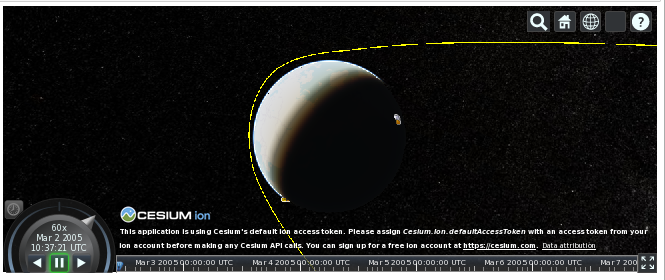 ?
CESIUM ion
This application is using Cesium's default ion access token. Please assign Cesium.Ion.defaultAccessToken with an access token from your
ion account before making any Cesium API calls. You can sign up for a free ion account at https://cesium.com. Data attribution
60x
Mar 2 2005
10:37:21 UTC
Mar 3 2005 00:00:00 UTC Mar 4 2005 00:00:00 UTC Mar 5 2005 00:00:00 UTC Mar 6 2005 00:00:00 UTC Mar 7 200